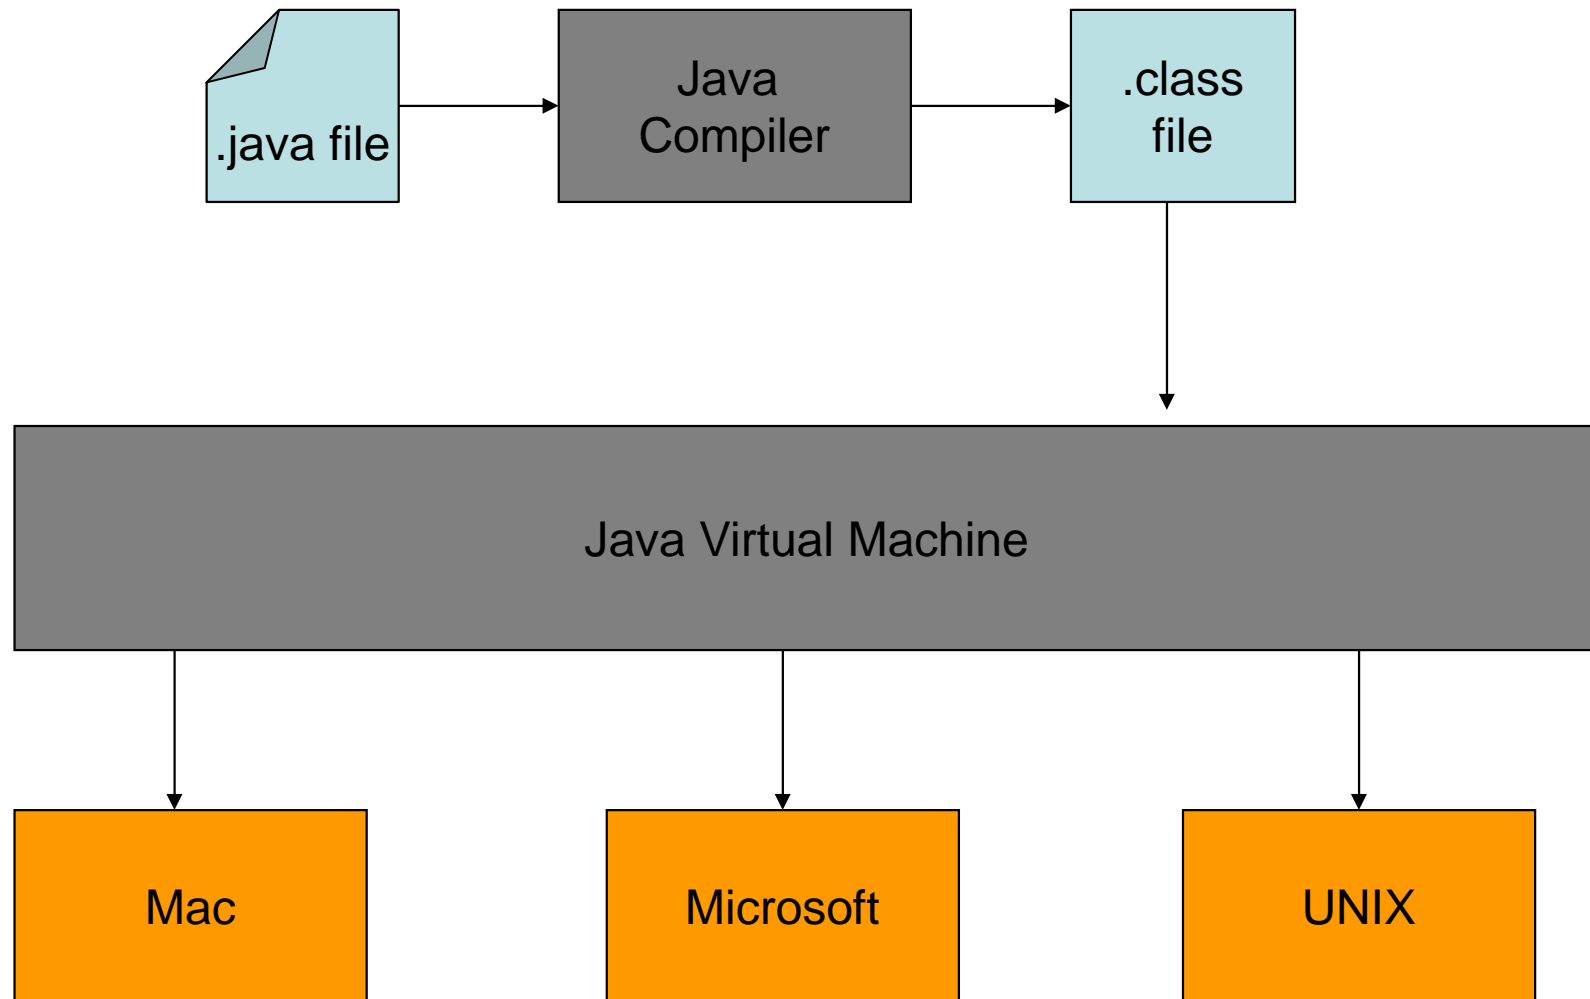 .java file
Java
Compiler
.class
file
Java Virtual Machine
Mac
Microsoft
UNIX